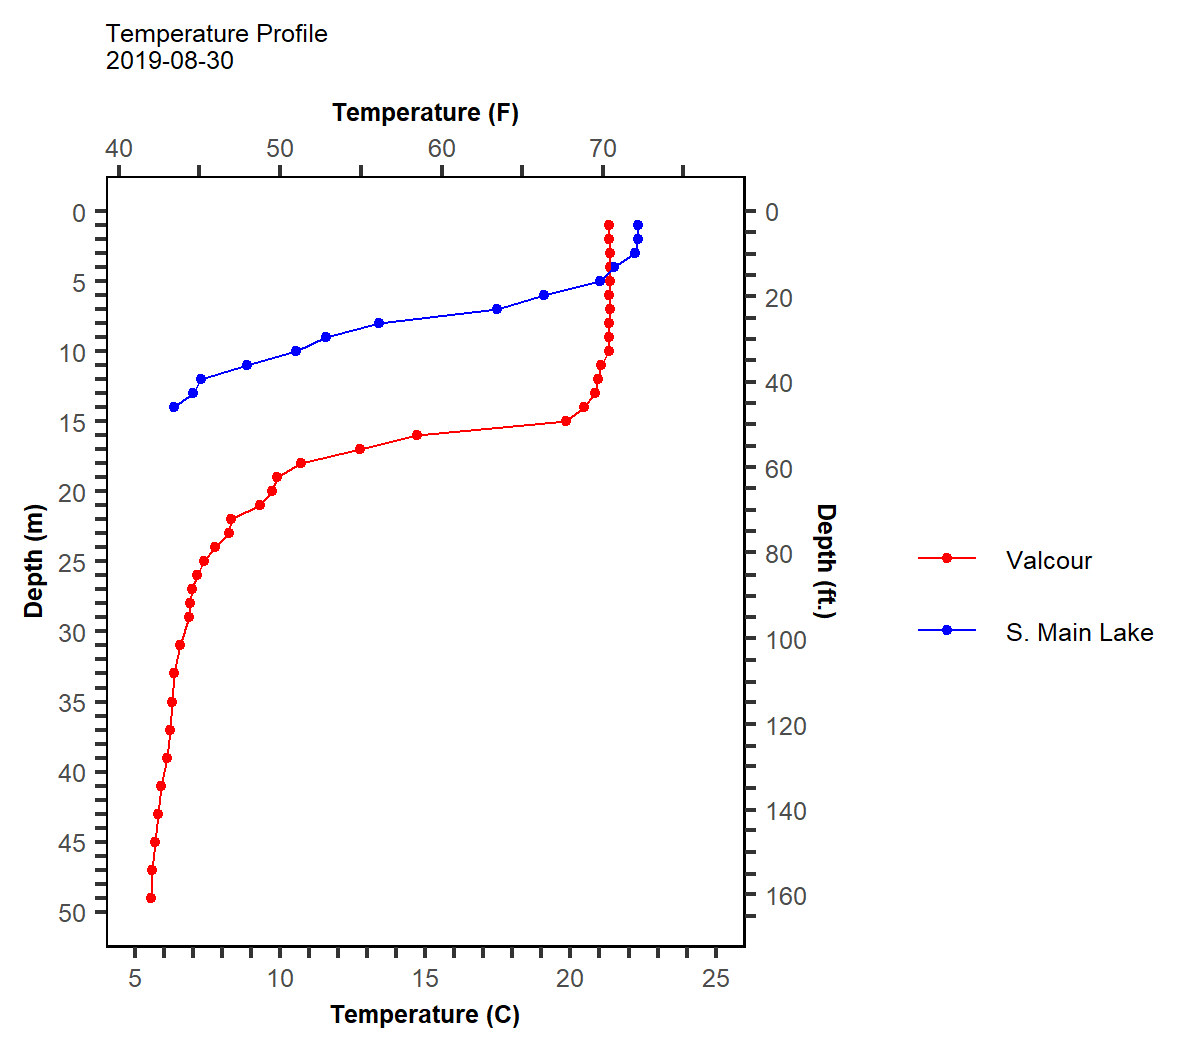 Temperature Profile
2019-08-30
Temperature (F)
40 50 60 70
0
5
10
15
20
25
30
35
40
45
50
Depth (m)
0
20
40
60
80
100
120
140
160
Depth (ft.)
Valcour
S. Main Lake
5 10 15 20 25
Temperature (C)